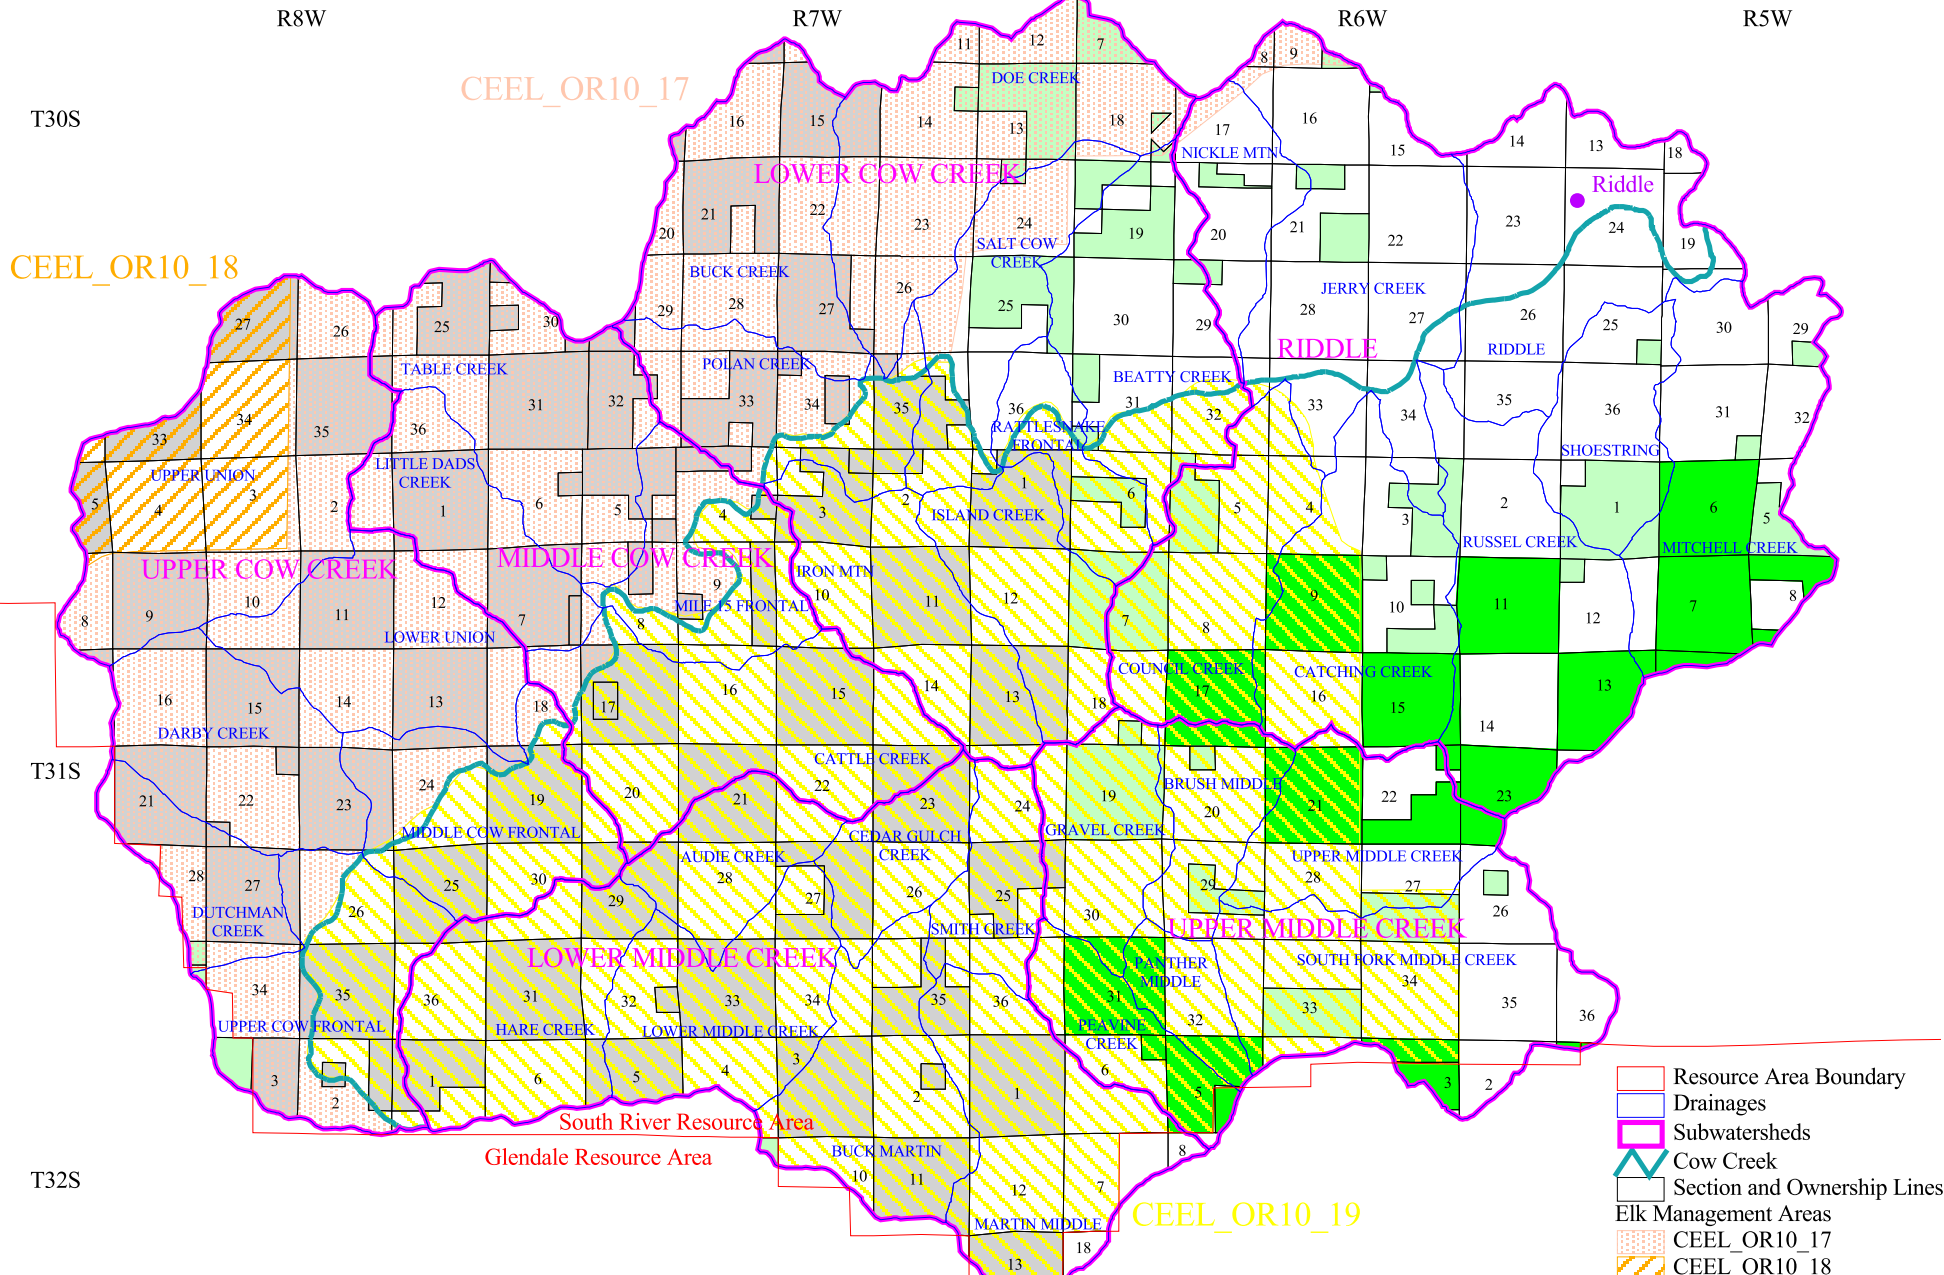 R8W R7W R6W R5W
T30S
T31S
T32S
CEEL_OR10_17
CEEL_OR10_18
CEEL_OR10_19
11 12 7 8 9
DOE CREEK
16 15 14 13 18 17 16 15 14 13 18
NICKLE MTN
LOWER COW CREEK
Riddle
20 21 22 23 24 19 20 21 22 23 24 19
SALT COW
CREEK
BUCK CREEK
JERRY CREEK
27 26 25 30 29 28 27 26 25 30 29 28 27 26 25 30 29
RIDDLE
RIDDLE
TABLE CREEK
POLAN CREEK
BEATTY CREEK
33 34 35 36 31 32 33 34 35 36 31 32 33 34 35 36 31 32
RATTLESNAKE
FRONTAL
SHOESTRING
UPPER UNION
LITTLE DADS
CREEK
5 4 3 2 1 6 5 4 3 2 1 6 5 4 3 2 1 6 5
ISLAND CREEK
RUSSEL CREEK
MITCHELL CREEK
UPPER COW CREEK
MIDDLE COW CREEK
IRON MTN
8 9 10 11 12 7 8 9 10 11 12 7 8 9 10 11 12 7 8
MILE 15 FRONTAL
LOWER UNION
COUNCIL CREEK
CATCHING CREEK
16 15 14 13 18 17 16 15 14 13 18 17 16 15 14 13
DARBY CREEK
CATTLE CREEK
BRUSH MIDDLE
21 22 23 24 19 20 21 22 23 24 19 20 21 22 23
MIDDLE COW FRONTAL
CEDAR GULCH
CREEK
GRAVEL CREEK
AUDIE CREEK
UPPER MIDDLE CREEK
28 27 26 25 30 29 28 27 26 25 30 29 28 27 26
DUTCHMAN
CREEK
SMITH CREEK
UPPER MIDDLE CREEK
LOWER MIDDLE CREEK
PANTHER
MIDDLE
SOUTH FORK MIDDLE CREEK
34 35 36 31 32 33 34 35 36 31 32 33 34 35 36
UPPER COW FRONTAL
HARE CREEK
LOWER MIDDLE CREEK
PEAVINE
CREEK
3 2 1 6 5 4 3 2 1 6 5 3 2
South River Resource Area
Glendale Resource Area
BUCK MARTIN
10 11 12 7 8
MARTIN MIDDLE
13 18
Resource Area Boundary
Drainages
Subwatersheds
Cow Creek
Section and Ownership Lines
Elk Management Areas
CEEL_OR10_17
CEEL_OR10_18